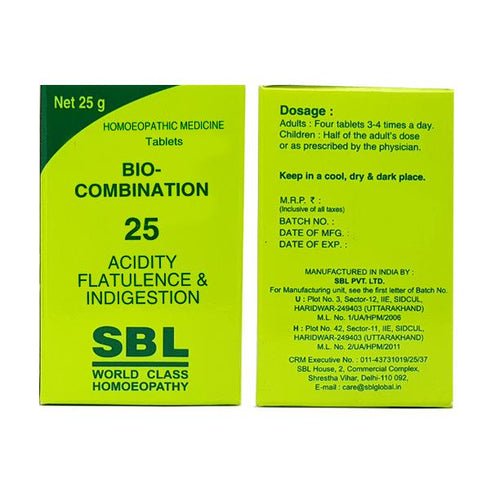 Net 25 g
HOMOEOPATHIC MEDICINE
Tablets
BIO-
COMBINATION
25
ACIDITY
FLATULENCE &
INDIGESTION
SBL
WORLD CLASS
HOMOEOPATHY
Dosage :
Adults : Four tablets 3-4 times a day.
Children : Half of the adult's dose
or as prescribed by the physician.
Keep in a cool, dry & dark place.
M.R.P. ₹ :
(Inclusive of all taxes)
BATCH NO. :
DATE OF MFG. :
DATE OF EXP. :
MANUFACTURED IN INDIA BY :
SBL PVT. LTD.
For Manufacturing unit, see the first letter of Batch No.
U : Plot No. 3, Sector-12, IIE, SIDCUL,
HARIDWAR-249403 (UTTARAKHAND)
M.L. No. 1/UA/HPM/2006
H : Plot No. 42, Sector-11, IIE, SIDCUL,
HARIDWAR-249403 (UTTARAKHAND)
M.L. No. 2/UA/HPM/2011
CRM Executive No. : 011-43731019/25/37
SBL House, 2, Commercial Complex,
Shrestha Vihar, Delhi-110 092,
E-mail : care@sblglobal.in